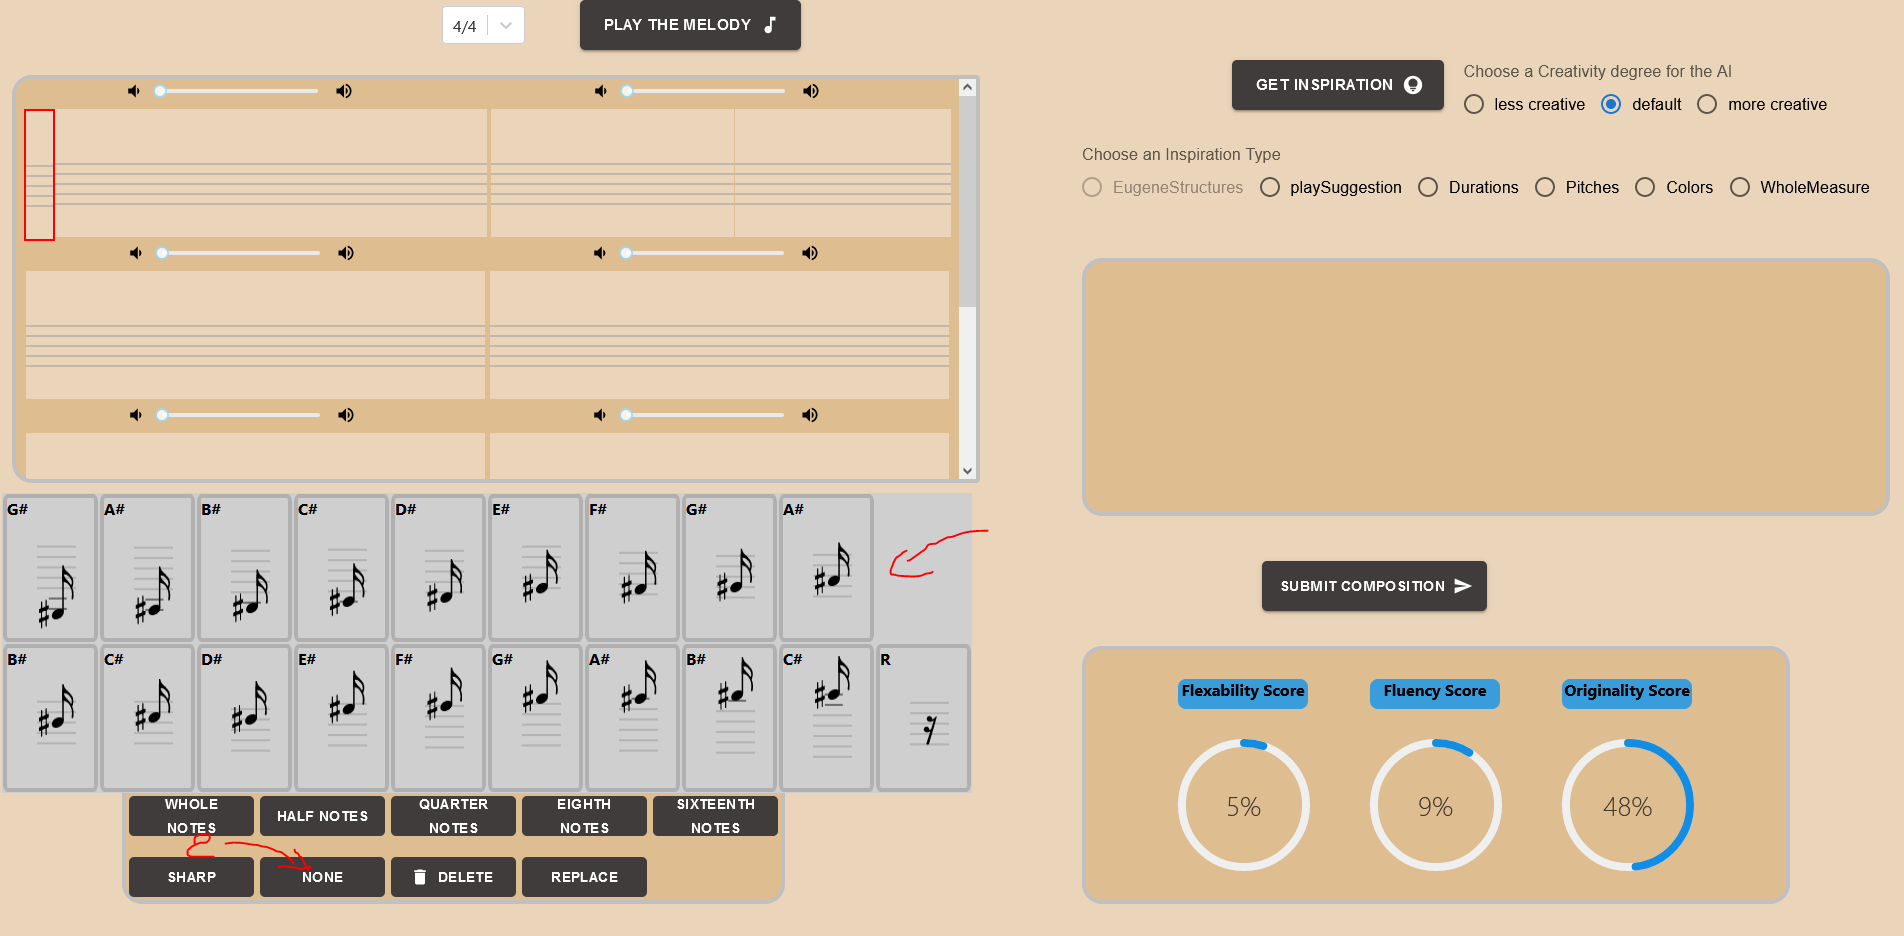 4/4
PLAY THE MELODY
GET INSPIRATION
Choose a Creativity degree for the AI
less creative default more creative
Choose an Inspiration Type
EugeneStructures playSuggestion Durations Pitches Colors WholeMeasure
G# A# B# C# D# E# F# G# A#
B# C# D# E# F# G# A# B# C# R
SUBMIT COMPOSITION
Flexability Score Fluency Score Originality Score
5% 9% 48%
WHOLE NOTES HALF NOTES QUARTER NOTES EIGHTH NOTES SIXTEENTH NOTES
SHARP NONE DELETE REPLACE